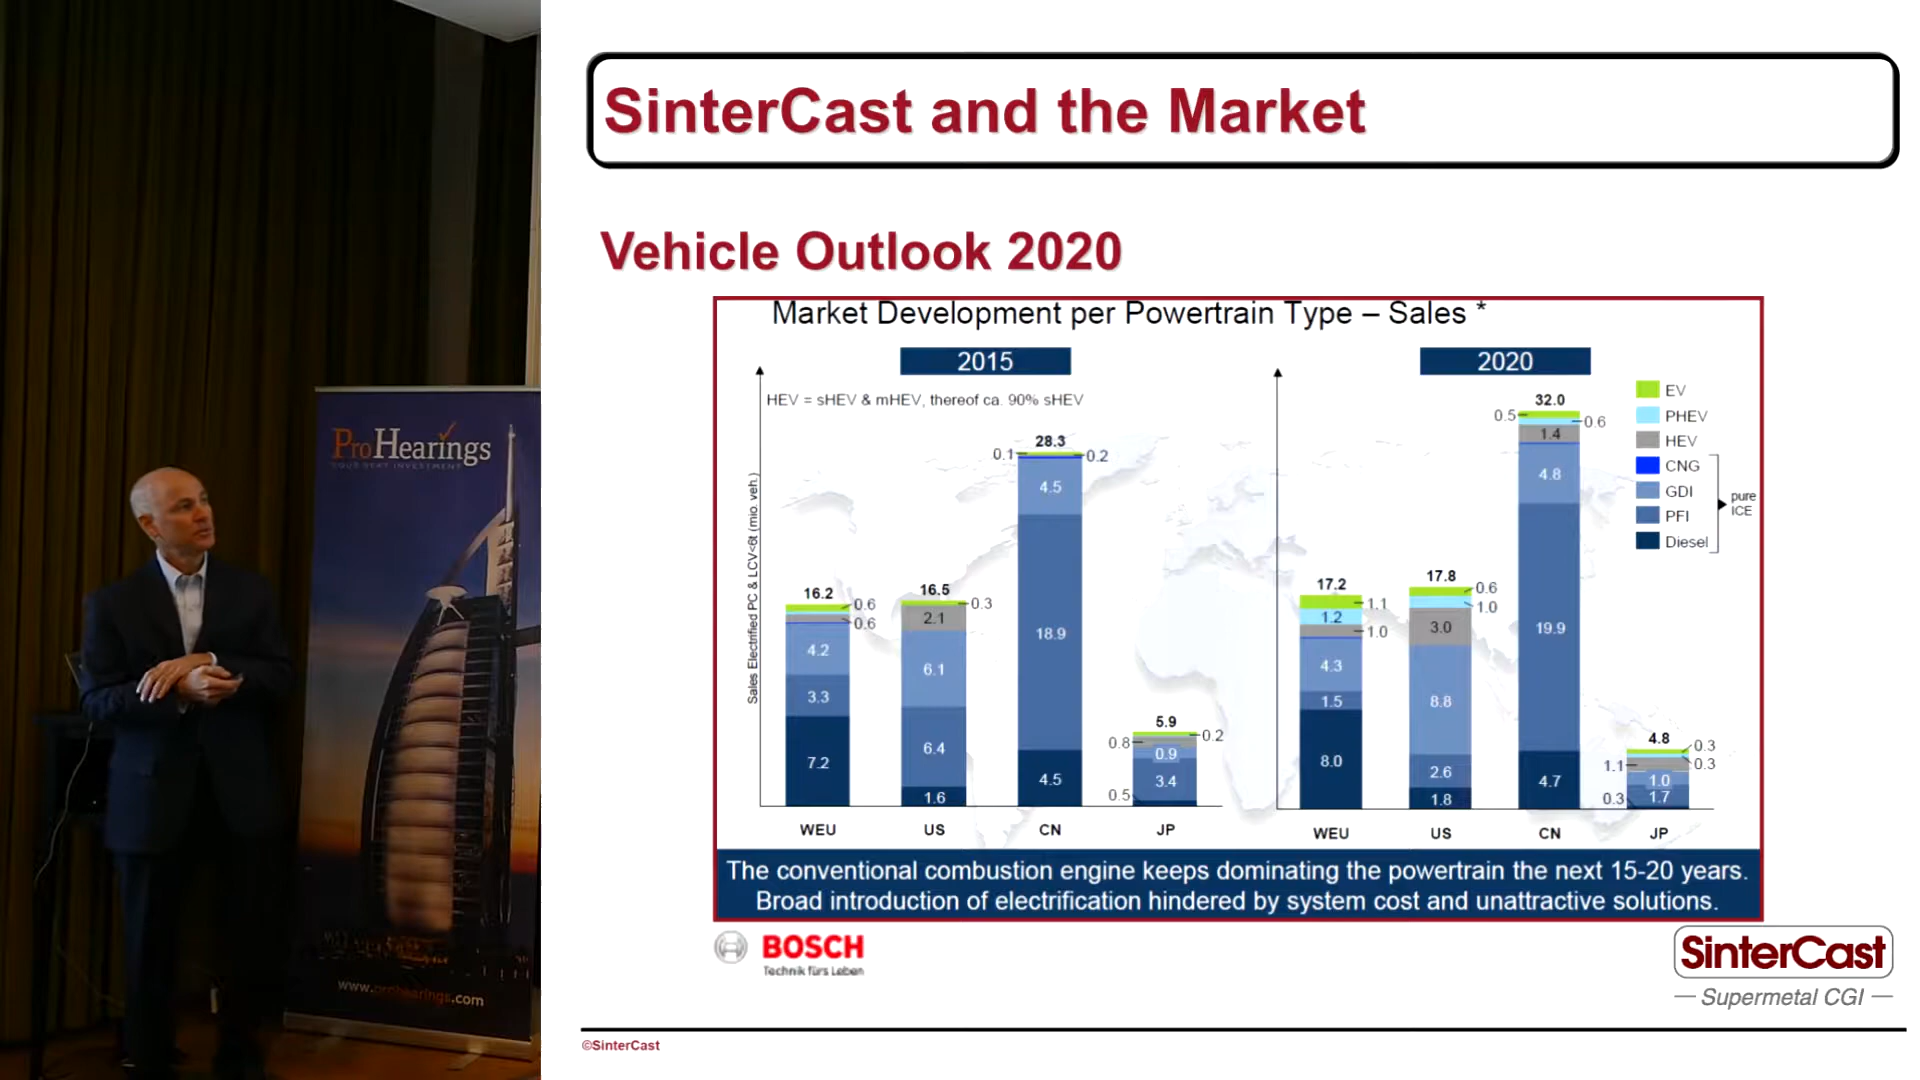 ProHearings
YOUR NEXT INVESTMENT
www.prohearings.com
SinterCast and the Market
Vehicle Outlook 2020
Market Development per Powertrain Type – Sales *
2015
HEV = sHEV & mHEV, thereof ca. 90% sHEV
Sales Electrified PC & LCV<6t (mio. veh.)
16.2
0.6
0.6
4.2
3.3
7.2
WEU
16.5
0.3
2.1
6.1
6.4
1.6
US
28.3
0.1
0.2
4.5
18.9
4.5
CN
5.9
0.2
0.8
0.9
3.4
0.5
JP
2020
17.2
1.1
1.2
1.0
4.3
1.5
8.0
WEU
17.8
0.6
1.0
3.0
8.8
2.6
1.8
US
32.0
0.5
0.6
1.4
4.8
19.9
4.7
CN
4.8
0.3
0.3
1.1
1.0
1.7
0.3
JP
EV
PHEV
HEV
CNG
GDI
PFI
Diesel
pure
ICE
The conventional combustion engine keeps dominating the powertrain the next 15-20 years.
Broad introduction of electrification hindered by system cost and unattractive solutions.
BOSCH
Technik fürs Leben
SinterCast
— Supermetal CGI —
©SinterCast